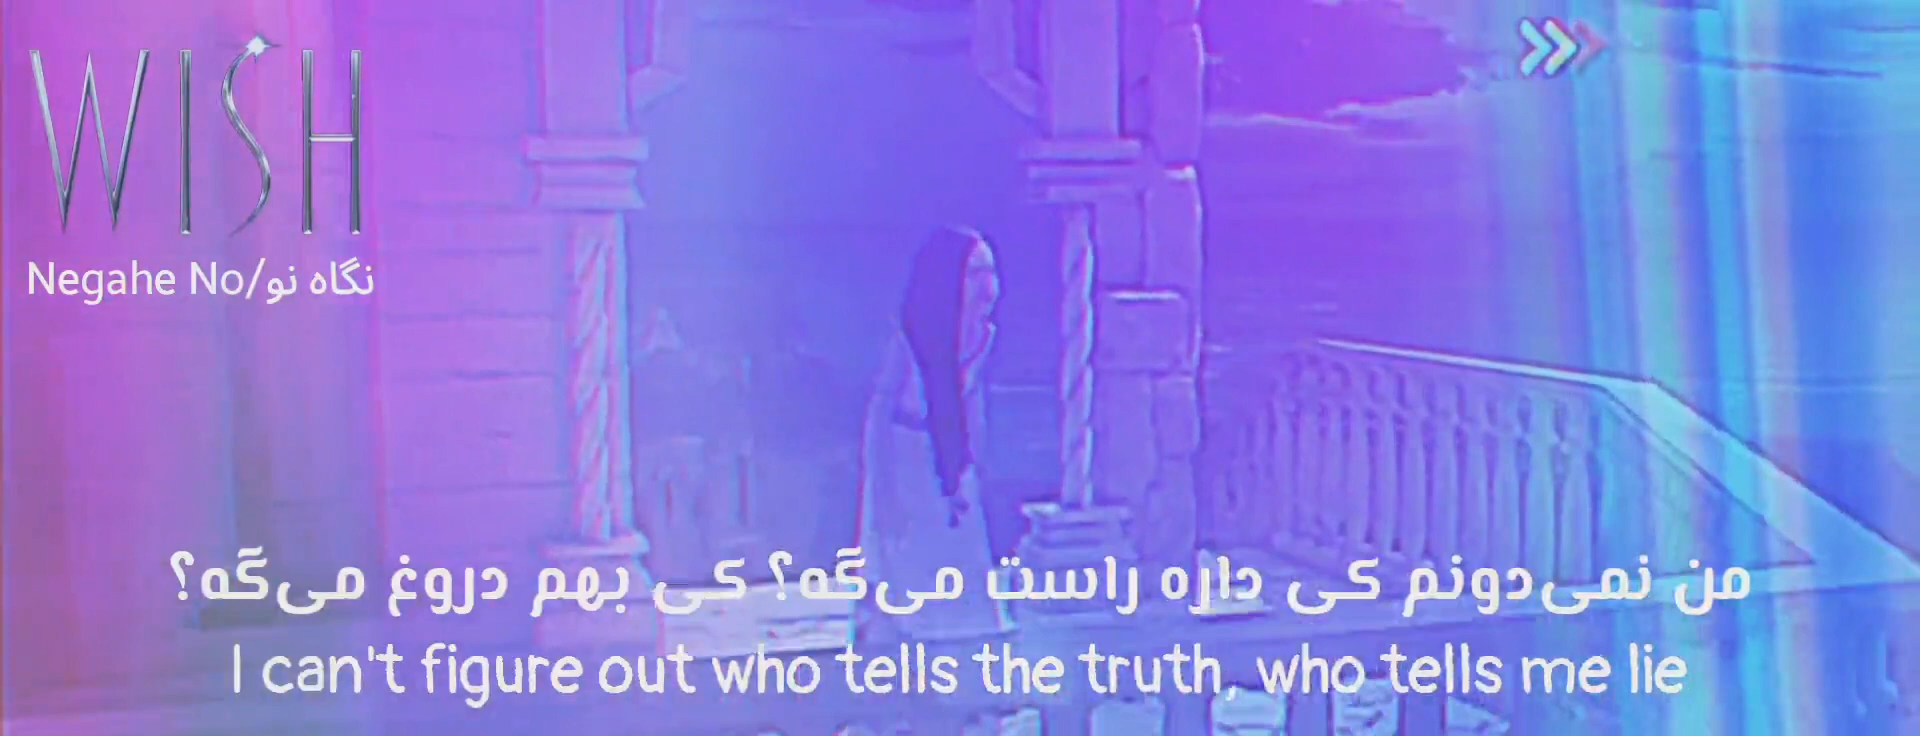 WISH
Negahe No/نگاه نو
من نمی‌دونم کی داره راست می‌گه؟ کی بهم دروغ می‌گه؟
I can't figure out who tells the truth, who tells me lie